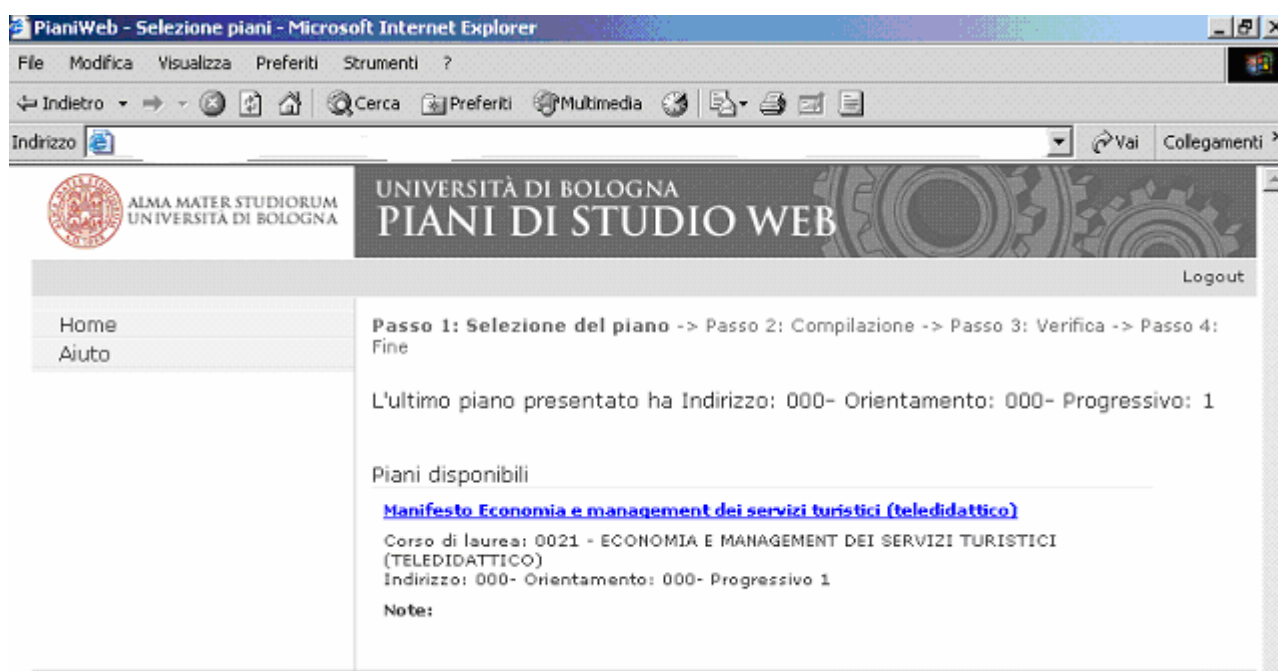 PianiWeb - Selezione piani - Microsoft Internet Explorer
File Modifica Visualizza Preferiti Strumenti ?
Indietro Cerca Preferiti Multimedia
Indirizzo Vai Collegamenti
ALMA MATER STUDIORUM
UNIVERSITÀ DI BOLOGNA
UNIVERSITÀ DI BOLOGNA
PIANI DI STUDIO WEB
Logout
Home
Aiuto
Passo 1: Selezione del piano -> Passo 2: Compilazione -> Passo 3: Verifica -> Passo 4:
Fine
L'ultimo piano presentato ha Indirizzo: 000- Orientamento: 000- Progressivo: 1
Piani disponibili
Manifesto Economia e management dei servizi turistici (teledidattico)
Corso di laurea: 0021 - ECONOMIA E MANAGEMENT DEI SERVIZI TURISTICI
(TELEDIDATTICO)
Indirizzo: 000- Orientamento: 000- Progressivo 1
Note: